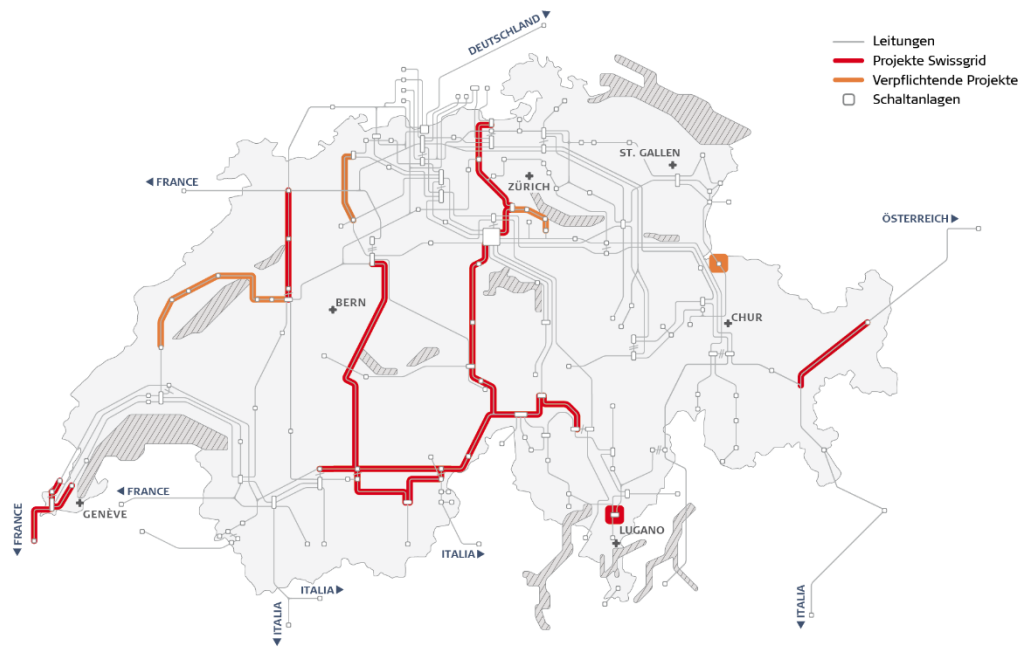 DEUTSCHLAND
Leitungen
Projekte Swissgrid
Verpflichtende Projekte
Schaltanlagen
ST. GALLEN
FRANCE
ZÜRICH
ÖSTERREICH
BERN
CHUR
FRANCE
GENÈVE
FRANCE
LUGANO
ITALIA
ITALIA
ITALIA
ITALIA